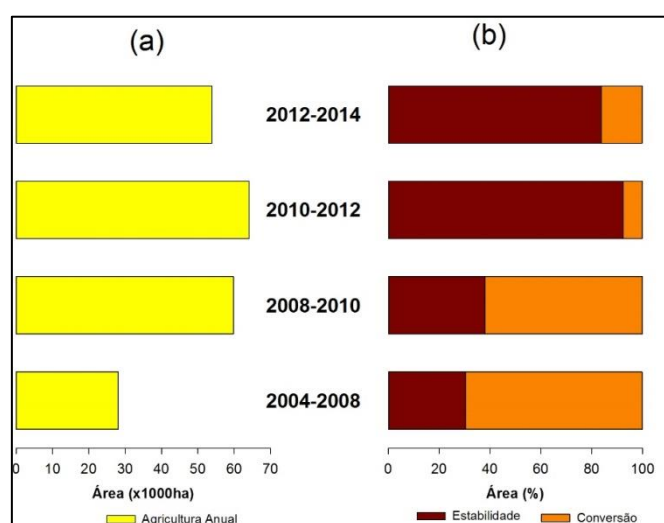 (a) (b)
2012-2014
2010-2012
2008-2010
2004-2008
0 10 20 30 40 50 60 70
0 20 40 60 80 100
Área (x1000ha)
Área (%)
Agricultura Anual
Estabilidade
Conversão